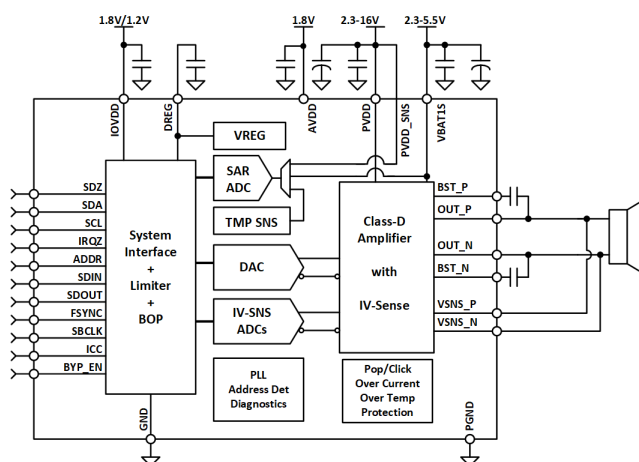 1.8V/1.2V
1.8V
2.3-16V
2.3-5.5V
IOVDD
DREG
AVDD
PVDD
PVDD_SNS
VBAT1S
VREG
SAR
ADC
TMP SNS
DAC
IV-SNS
ADCs
PLL
Address Det
Diagnostics
SDZ
SDA
SCL
IRQZ
ADDR
SDIN
SDOUT
FSYNC
SBCLK
ICC
BYP_EN
System
Interface
+
Limiter
+
BOP
Class-D
Amplifier
with
IV-Sense
Pop/Click
Over Current
Over Temp
Protection
BST_P
OUT_P
OUT_N
BST_N
VSNS_P
VSNS_N
GND
PGND